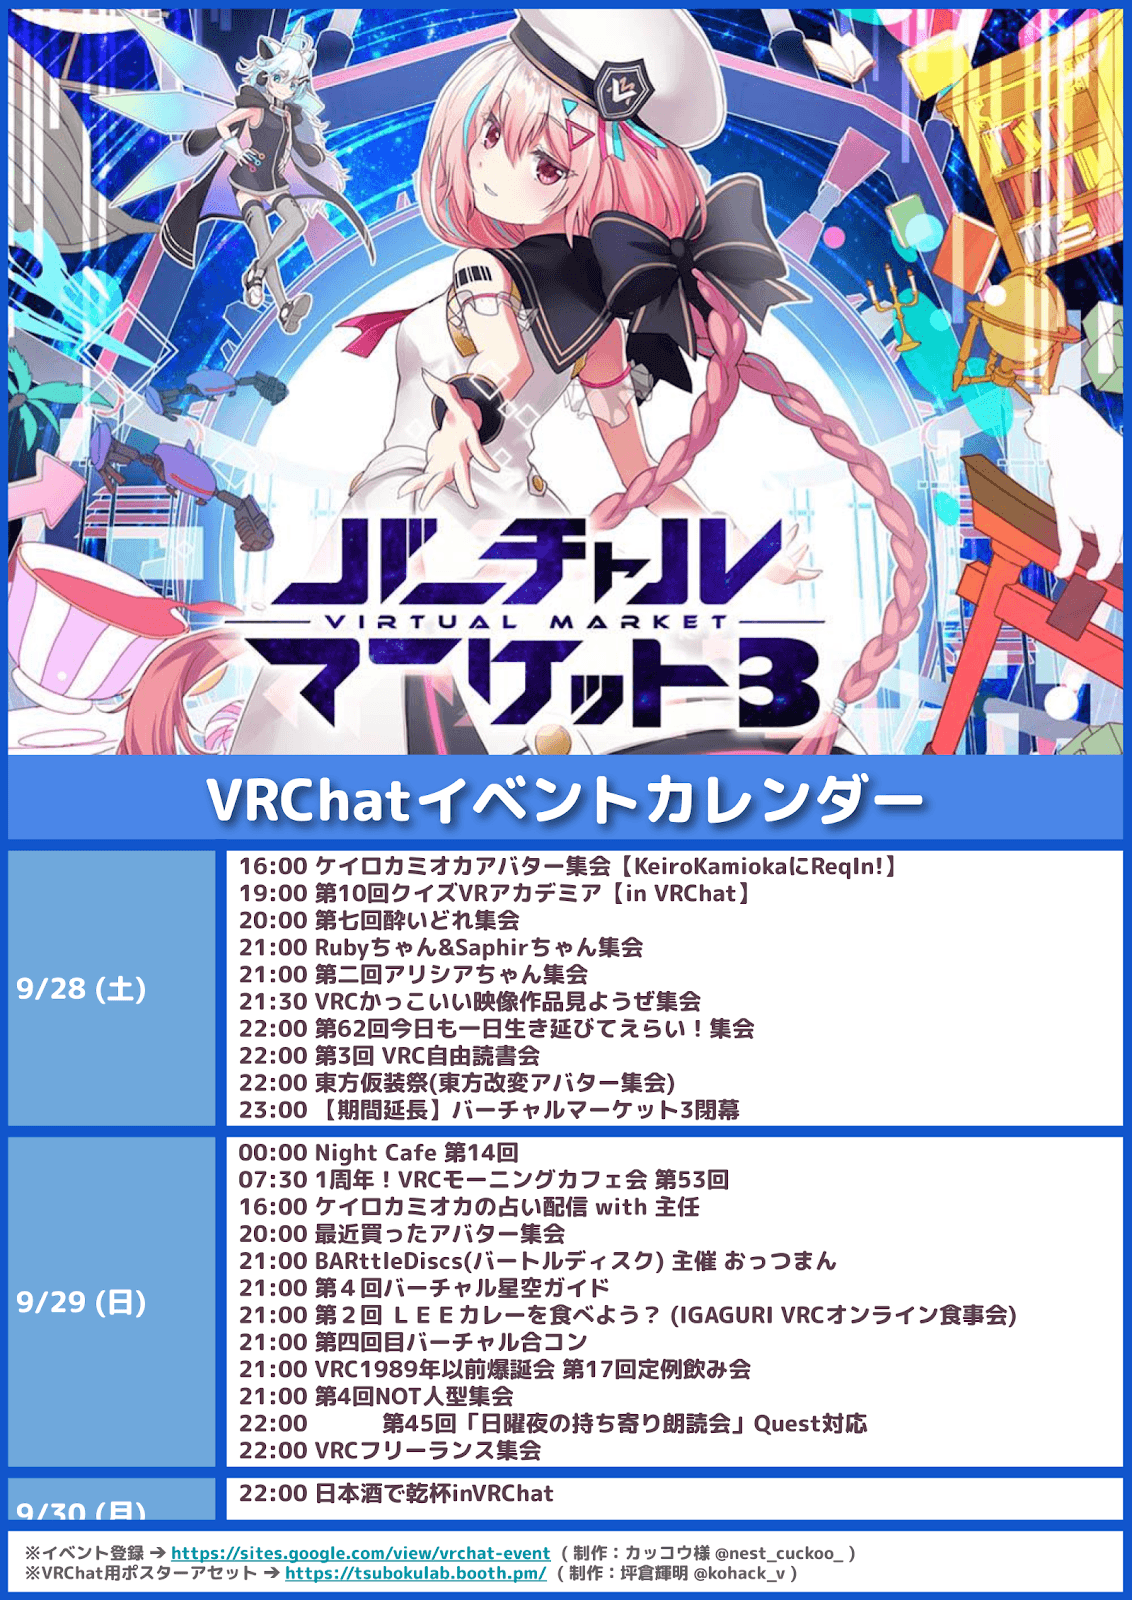 バーチャル
VIRTUAL MARKET
マーケット3
VRChatイベントカレンダー
9/28 (土)
16:00 ケイロカミオカアバター集会【KeiroKamiokaにReqIn!】
19:00 第10回クイズVRアカデミア【in VRChat】
20:00 第七回酔いどれ集会
21:00 Rubyちゃん&Saphirちゃん集会
21:00 第二回アリシアちゃん集会
21:30 VRCかっこいい映像作品見ようぜ集会
22:00 第62回今日も一日生き延びてえらい！集会
22:00 第3回 VRC自由読書会
22:00 東方仮装祭(東方改変アバター集会)
23:00 【期間延長】バーチャルマーケット3閉幕
9/29 (日)
00:00 Night Cafe 第14回
07:30 1周年！VRCモーニングカフェ会 第53回
16:00 ケイロカミオカの占い配信 with 主任
20:00 最近買ったアバター集会
21:00 BARttleDiscs(バートルディスク) 主催 おっつまん
21:00 第４回バーチャル星空ガイド
21:00 第２回 ＬＥＥカレーを食べよう？ (IGAGURI VRCオンライン食事会)
21:00 第四回目バーチャル合コン
21:00 VRC1989年以前爆誕会 第17回定例飲み会
21:00 第4回NOT人型集会
22:00 第45回「日曜夜の持ち寄り朗読会」Quest対応
22:00 VRCフリーランス集会
9/30 (月)
22:00 日本酒で乾杯inVRChat
※イベント登録 → https://sites.google.com/view/vrchat-event ( 制作：カッコウ様 @nest_cuckoo_ )
※VRChat用ポスターアセット → https://tsubokulab.booth.pm/ ( 制作：坪倉輝明 @kohack_v )